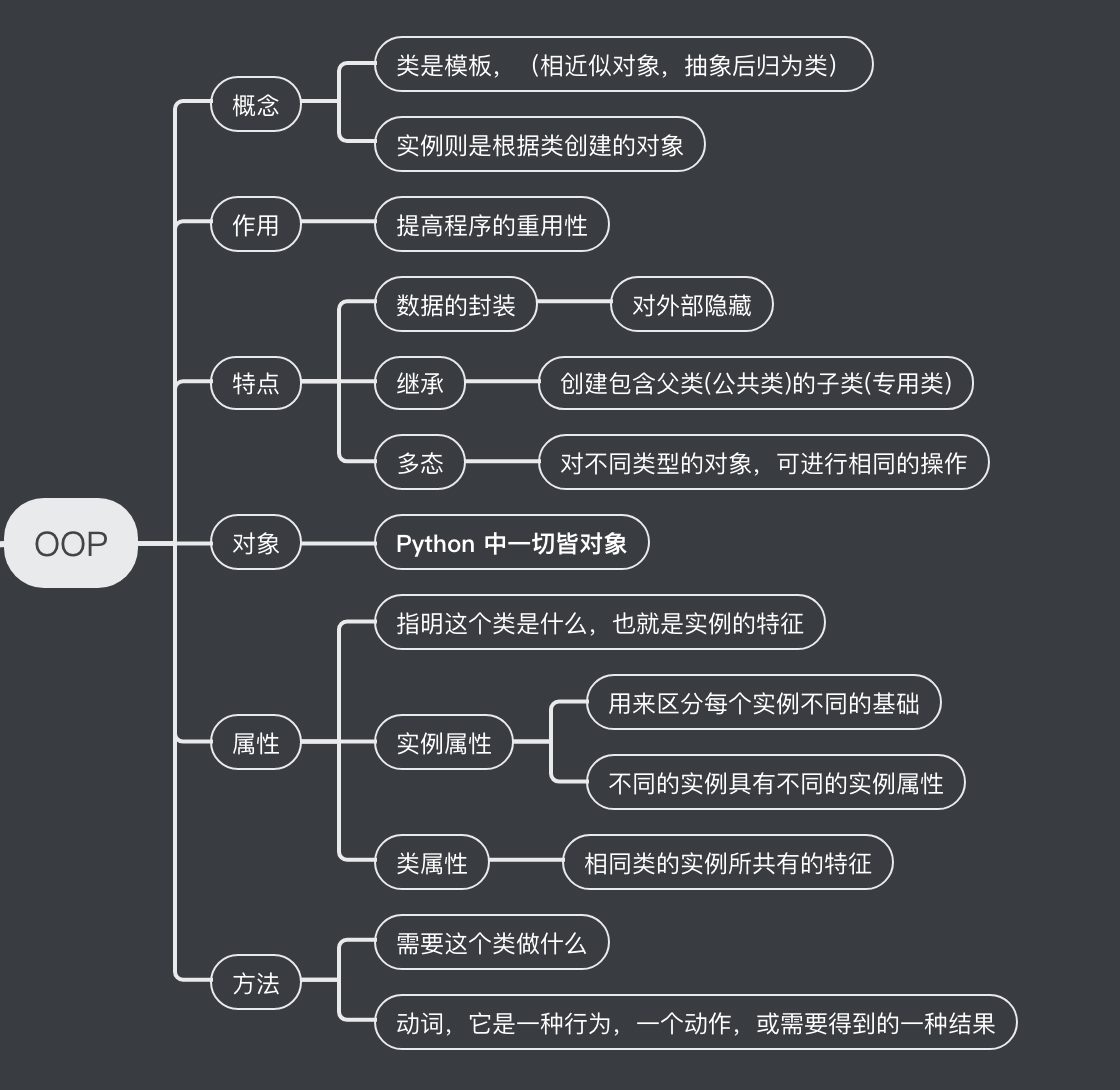 类是模板，（相近似对象，抽象后归为类）
概念
实例则是根据类创建的对象
作用
提高程序的重用性
数据的封装
对外部隐藏
特点
继承
创建包含父类(公共类)的子类(专用类）
多态
对不同类型的对象，可进行相同的操作
OOP
对象
Python 中一切皆对象
指明这个类是什么，也就是实例的特征
用来区分每个实例不同的基础
属性
实例属性
不同的实例具有不同的实例属性
类属性
相同类的实例所共有的特征
需要这个类做什么
方法
动词，它是一种行为，一个动作，或需要得到的一种结果